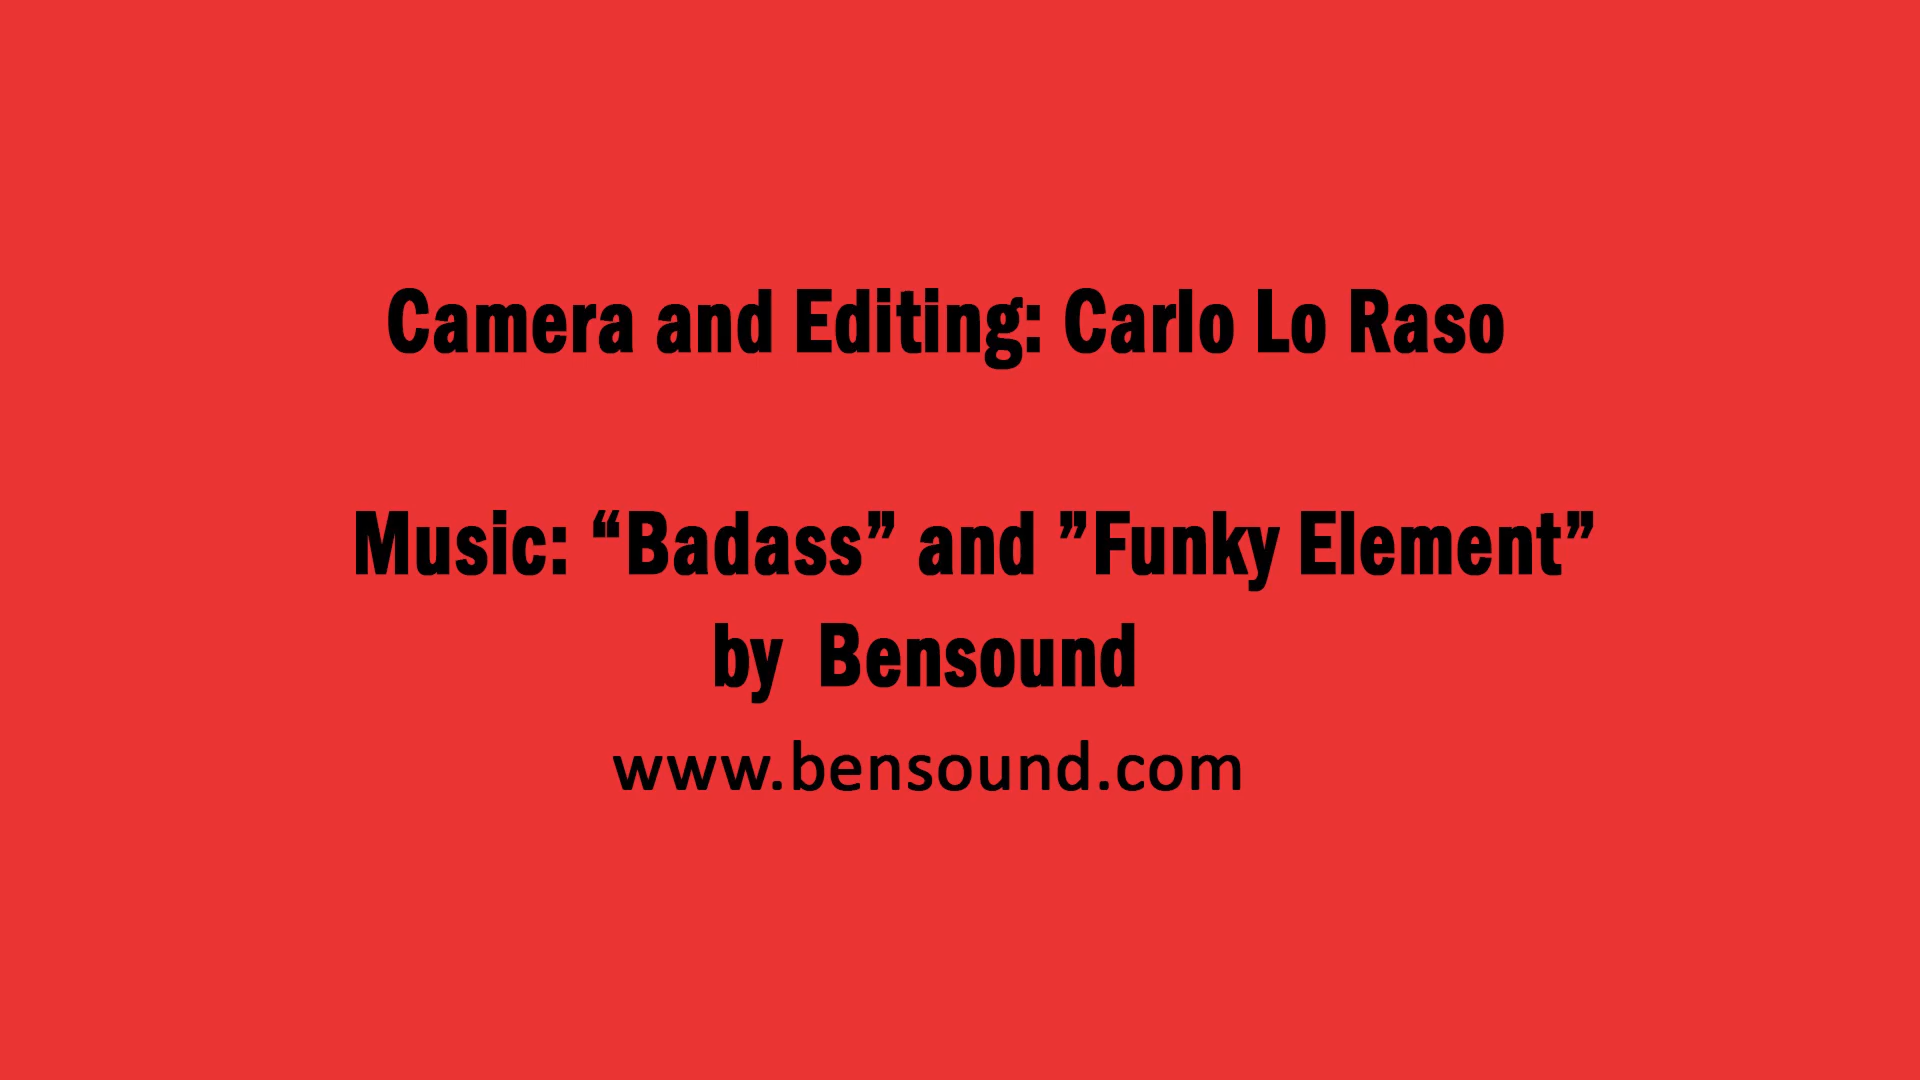 Camera and Editing: Carlo Lo Raso
Music: “Badass” and ”Funky Element”
by Bensound
www.bensound.com